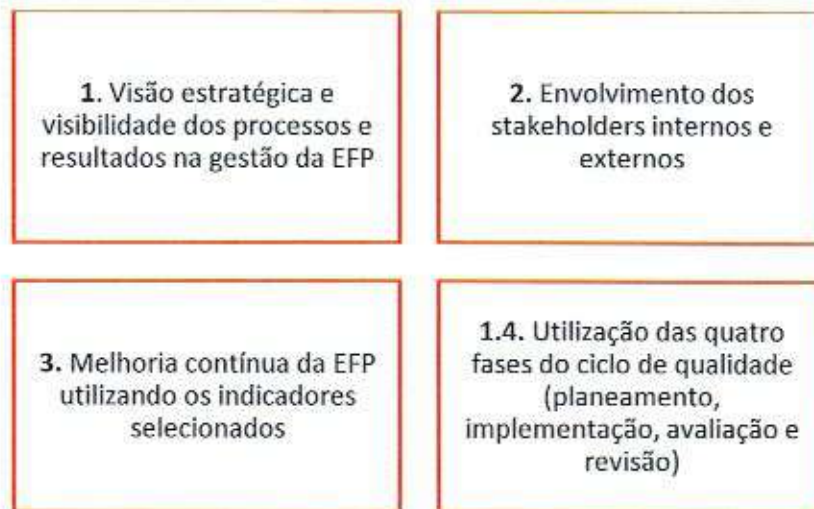 1. Visão estratégica e
visibilidade dos processos e
resultados na gestão da EFP
2. Envolvimento dos
stakeholders internos e
externos
3. Melhoria contínua da EFP
utilizando os indicadores
selecionados
1.4. Utilização das quatro
fases do ciclo de qualidade
(planeamento,
implementação, avaliação e
revisão)